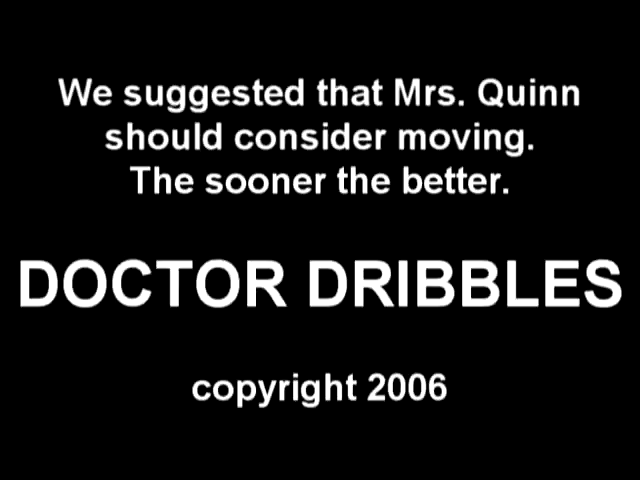 We suggested that Mrs. Quinn
should consider moving.
The sooner the better.
DOCTOR DRIBBLES
copyright 2006